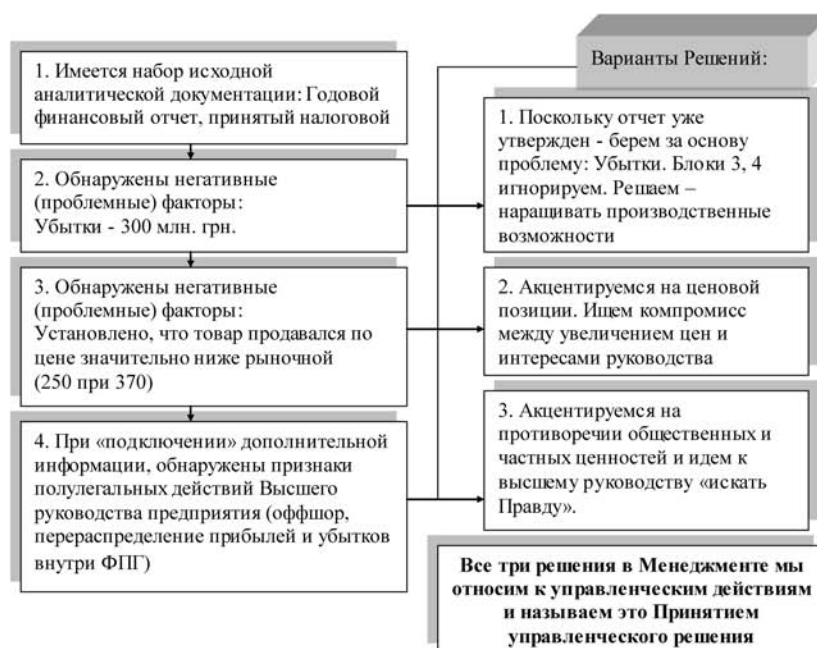 1. Имеется набор исходной
аналитической документации: Годовой
финансовый отчет, принятый налоговой
2. Обнаружены негативные
(проблемные) факторы:
Убытки - 300 млн. грн.
3. Обнаружены негативные
(проблемные) факторы:
Установлено, что товар продавался по
цене значительно ниже рыночной
(250 при 370)
4. При «подключении» дополнительной
информации, обнаружены признаки
полулегальных действий Высшего
руководства предприятия (оффшор,
перераспределение прибылей и убытков
внутри ФПГ)
Варианты Решений:
1. Поскольку отчет уже
утвержден - берем за основу
проблему: Убытки. Блоки 3, 4
игнорируем. Решаем –
наращивать производственные
возможности
2. Акцентируемся на ценовой
позиции. Ищем компромисс
между увеличением цен и
интересами руководства
3. Акцентируемся на
противоречии общественных и
частных ценностей и идем к
высшему руководству «искать
Правду».
Все три решения в Менеджменте мы
относим к управленческим действиям
и называем это Принятием
управленческого решения